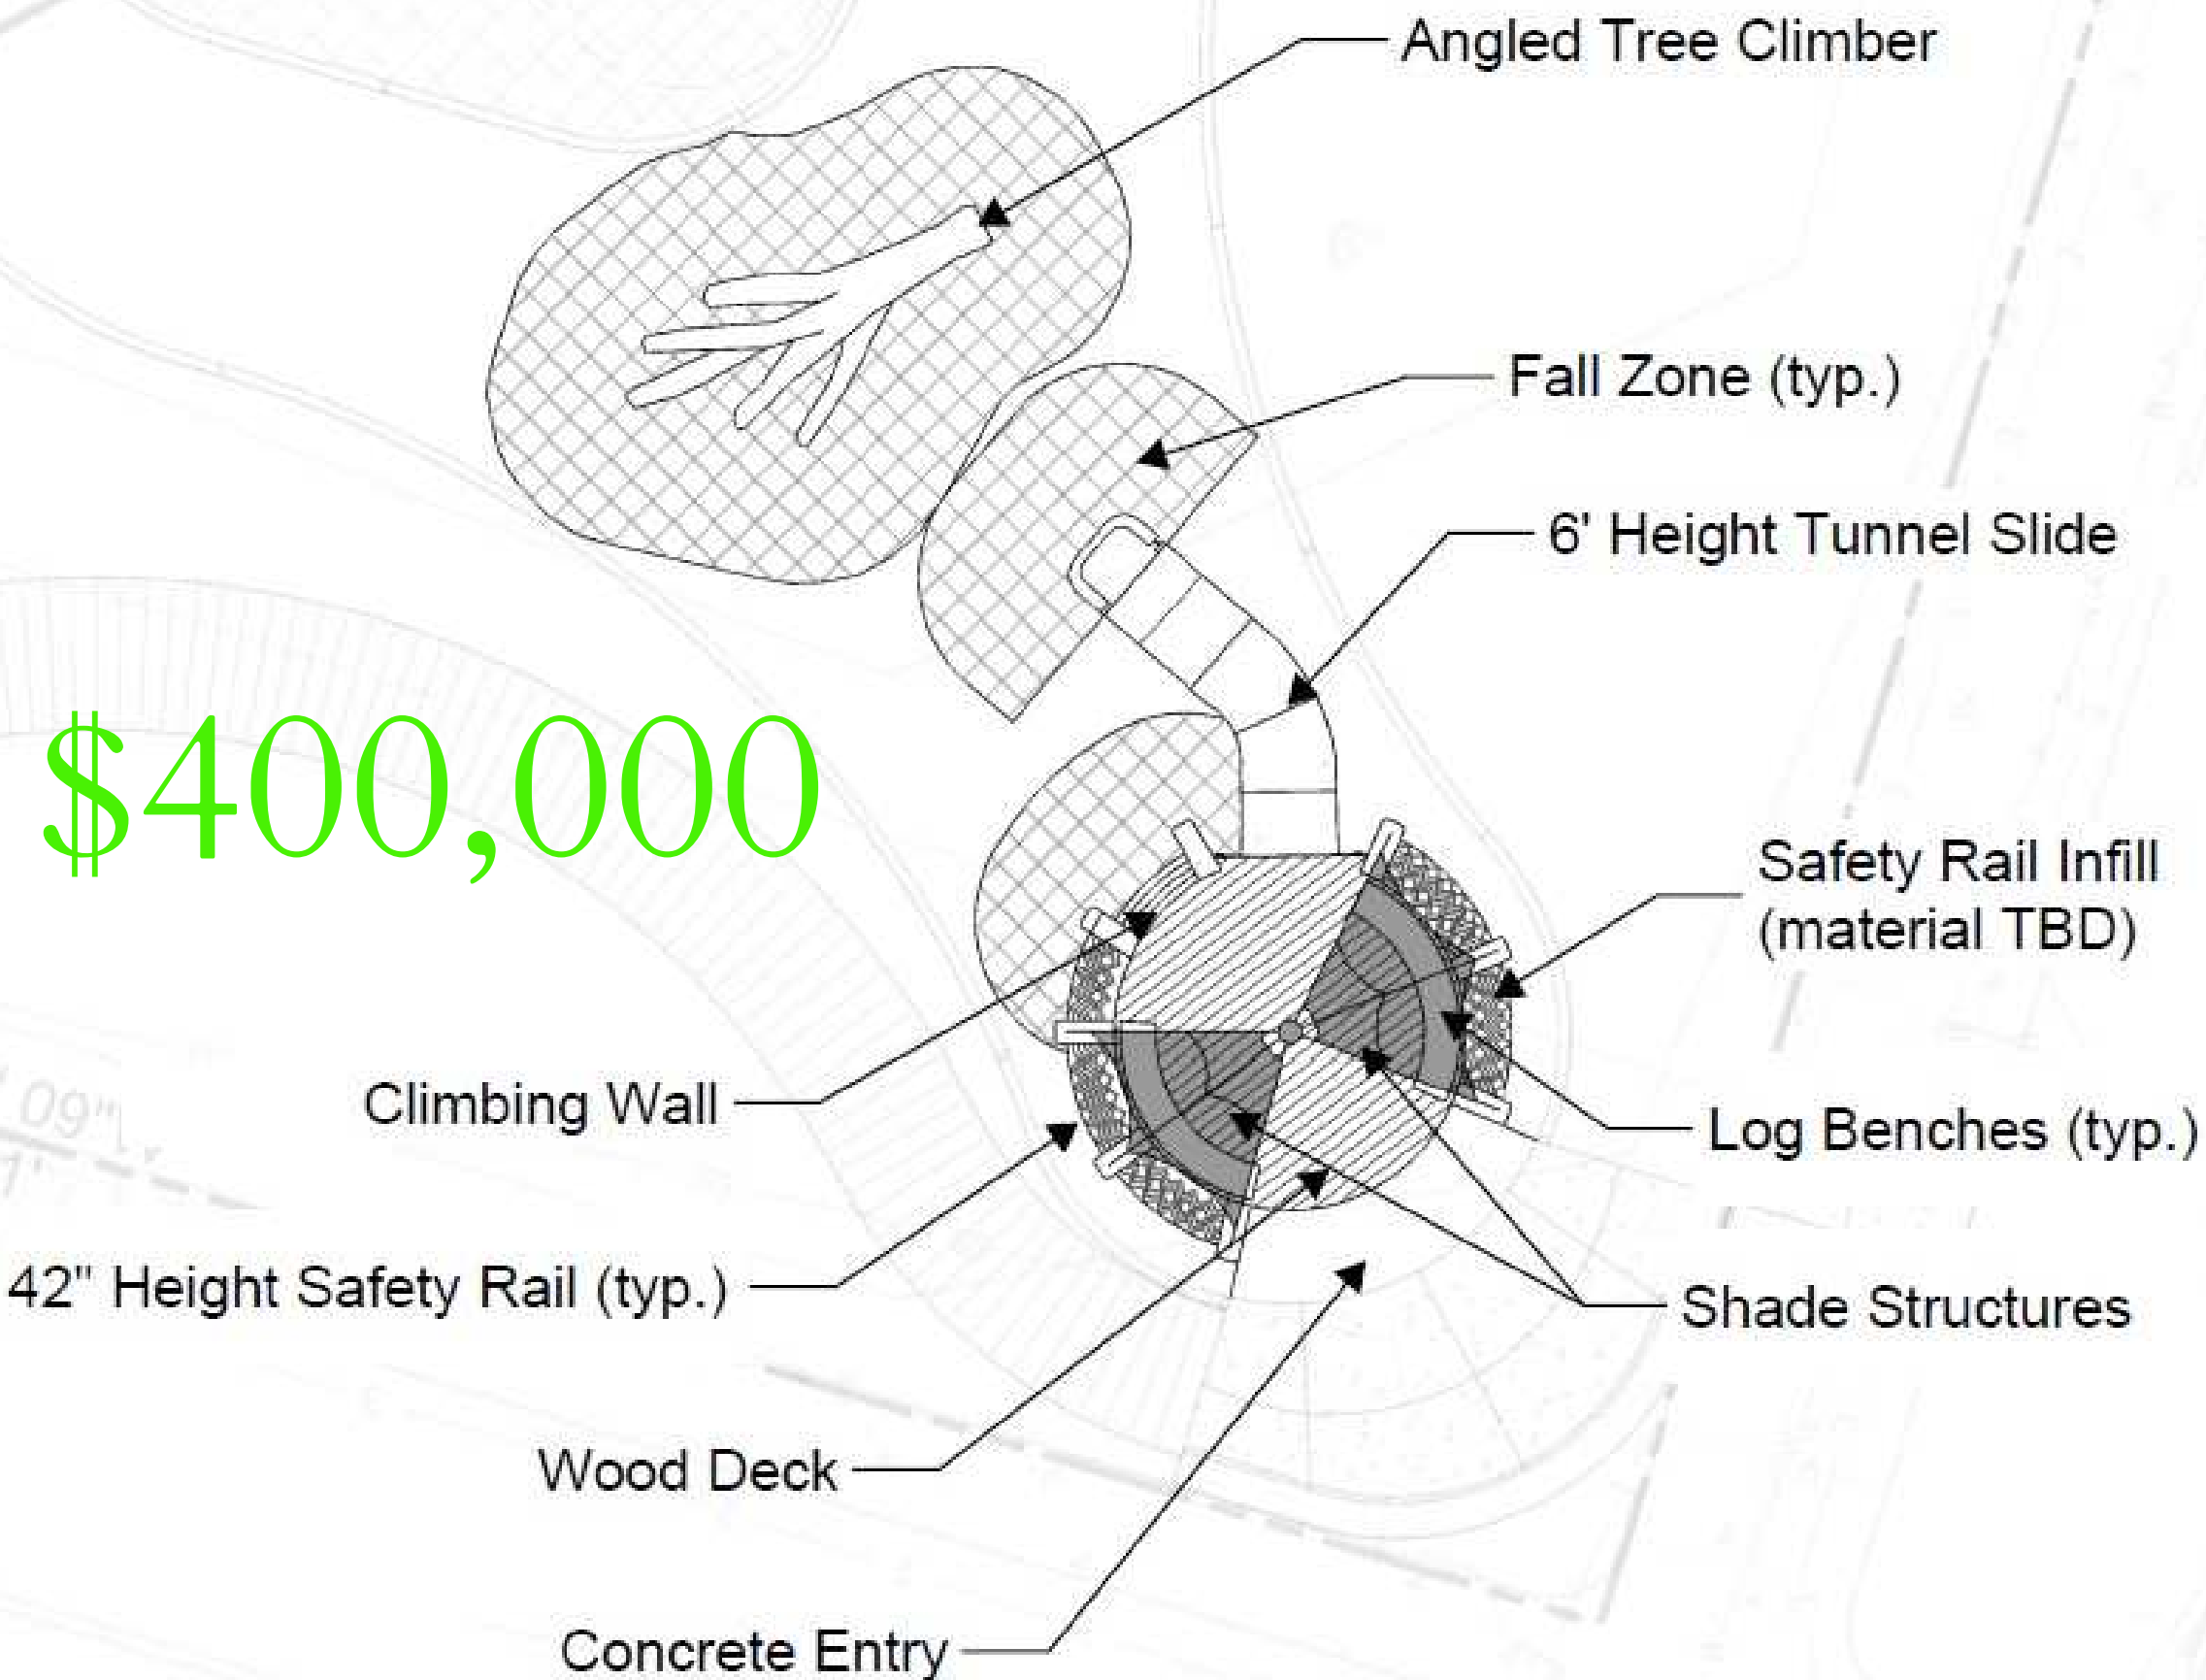 Angled Tree Climber
Fall Zone (typ.)
6' Height Tunnel Slide
$400,000
Safety Rail Infill
(material TBD)
Climbing Wall
Log Benches (typ.)
42" Height Safety Rail (typ.)
Shade Structures
Wood Deck
Concrete Entry
09"